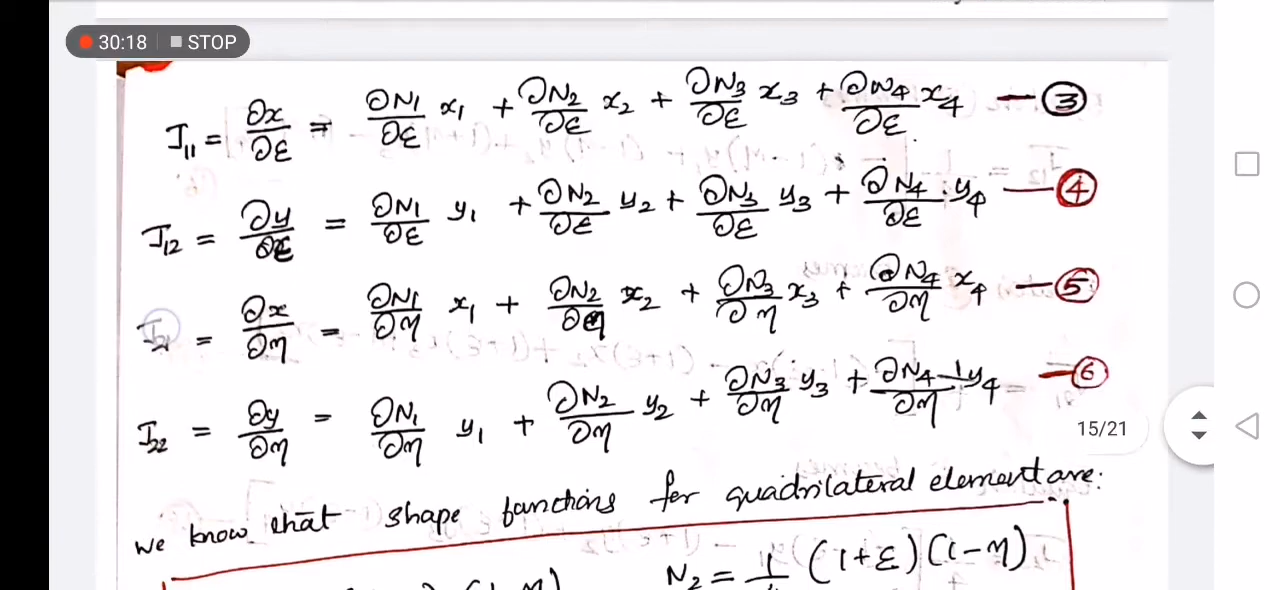 30:18 STOP
J₁₁ = ∂x/∂ε = ∂N₁/∂ε x₁ + ∂N₂/∂ε x₂ + ∂N₃/∂ε x₃ + ∂N₄/∂ε x₄ — ③
J₁₂ = ∂y/∂ε = ∂N₁/∂ε y₁ + ∂N₂/∂ε y₂ + ∂N₃/∂ε y₃ + ∂N₄/∂ε y₄ — ④
J₂₁ = ∂x/∂η = ∂N₁/∂η x₁ + ∂N₂/∂η x₂ + ∂N₃/∂η x₃ + ∂N₄/∂η x₄ — ⑤
J₂₂ = ∂y/∂η = ∂N₁/∂η y₁ + ∂N₂/∂η y₂ + ∂N₃/∂η y₃ + ∂N₄/∂η y₄ — ⑥
15/21
we know that shape functions for quadrilateral element are:
N₂ = (1+ε)(1-η)